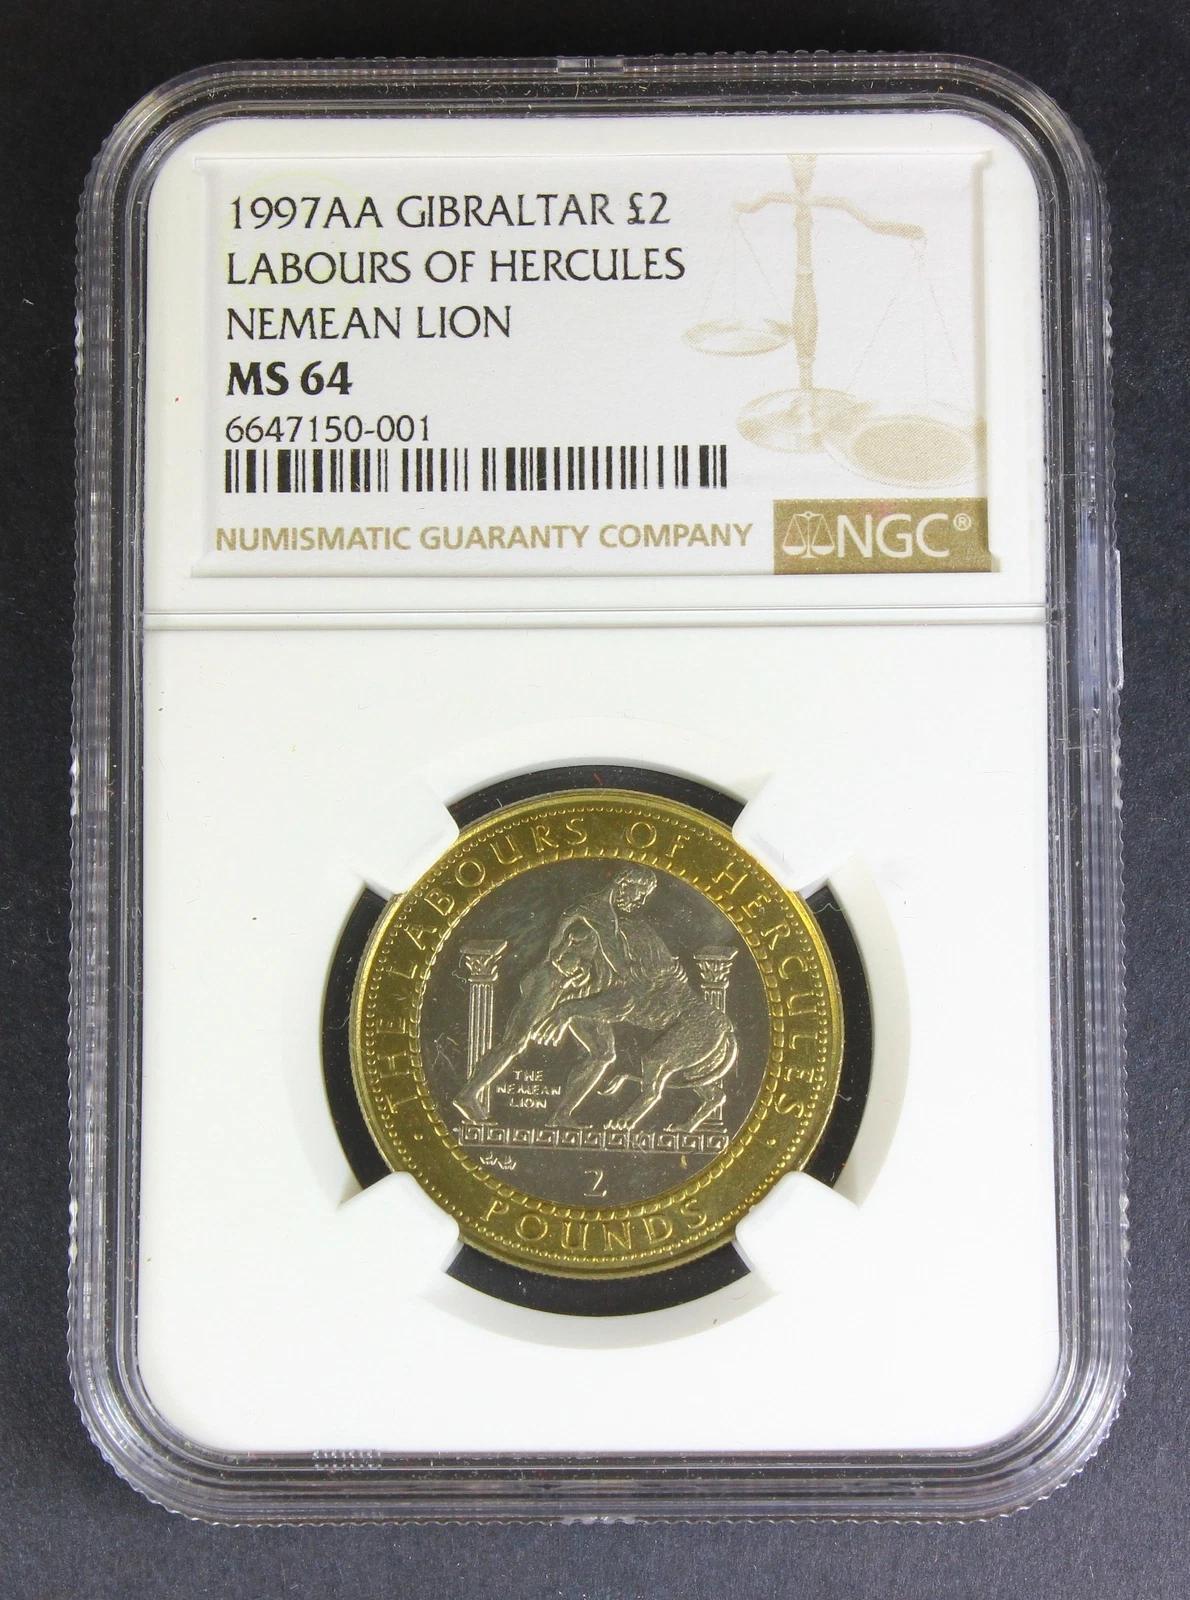 1997AA GIBRALTAR £2
LABOURS OF HERCULES
NEMEAN LION
MS 64
6647150-001
NUMISMATIC GUARANTY COMPANY
NGC®
THE LABOURS OF HERCULES
THE
NEMEAN
LION
2
POUNDS